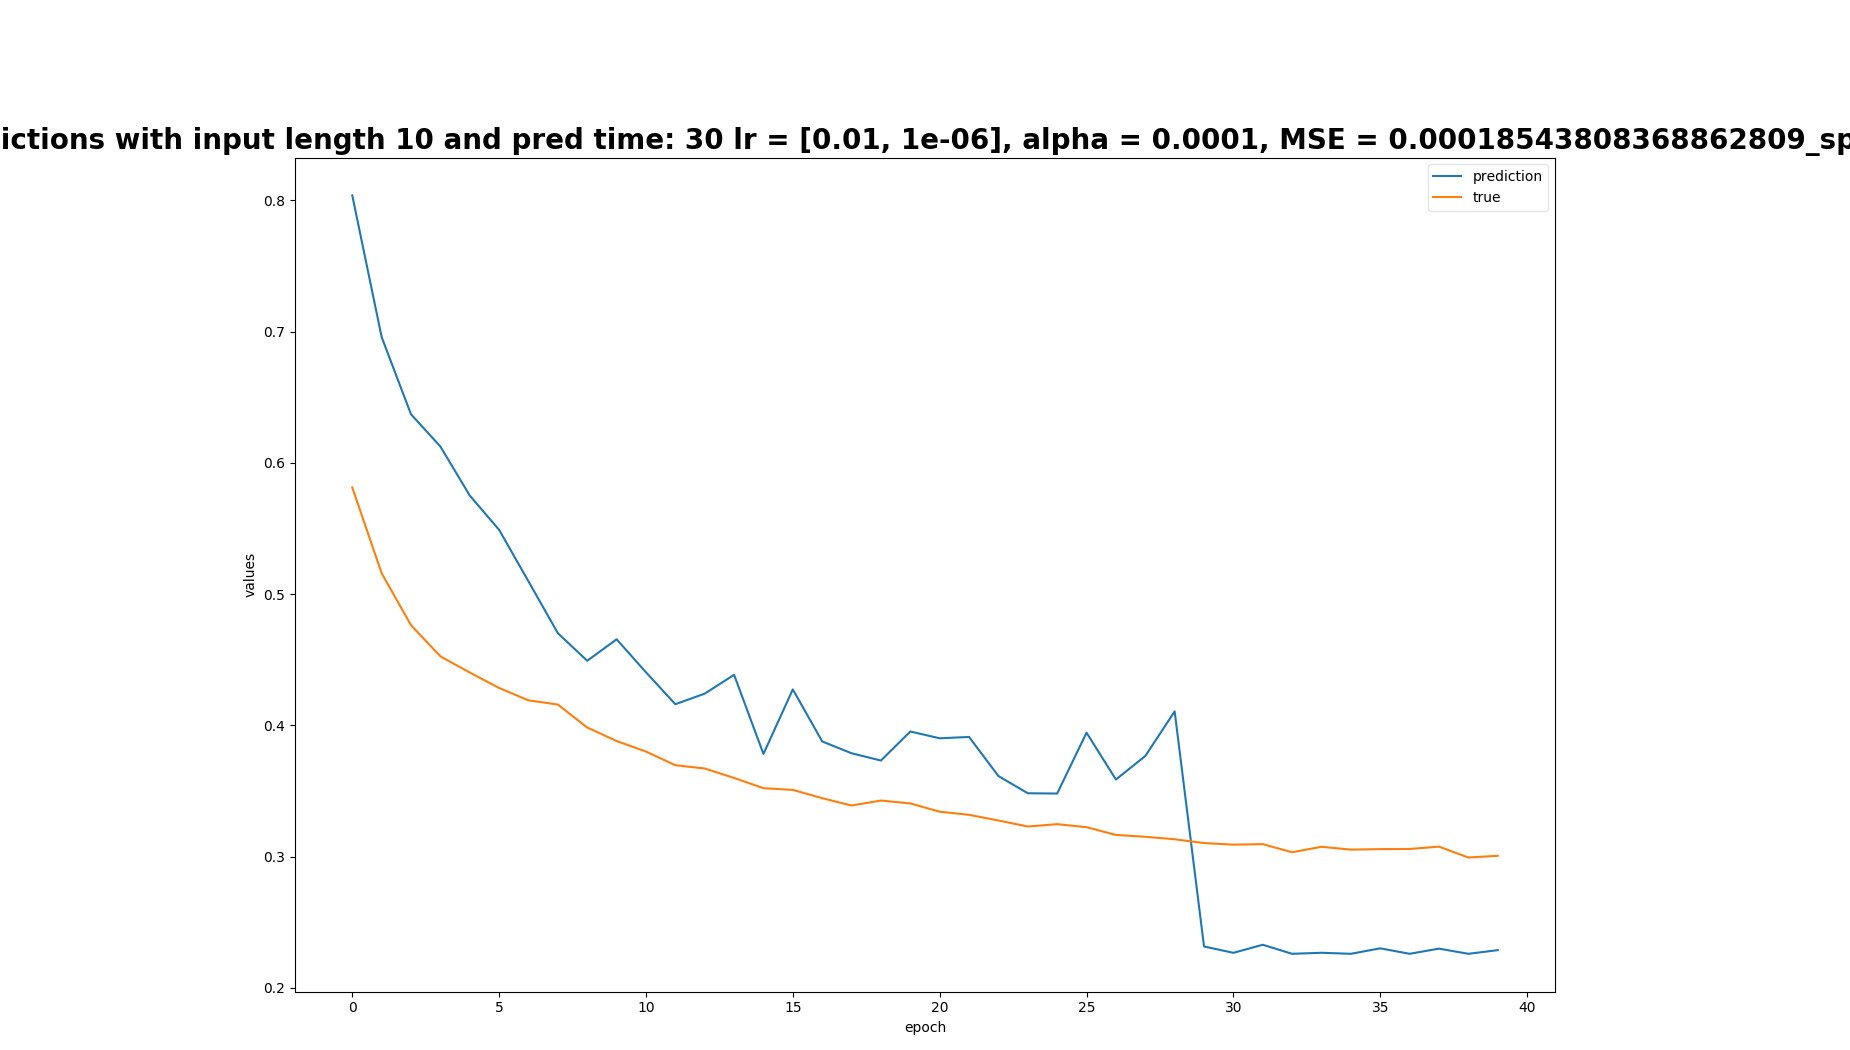 ictions with input length 10 and pred time: 30 lr = [0.01, 1e-06], alpha = 0.0001, MSE = 0.00018543808368862809_sp
prediction
true
0.8
0.7
0.6
0.5
0.4
0.3
0.2
values
0 5 10 15 20 25 30 35 40
epoch